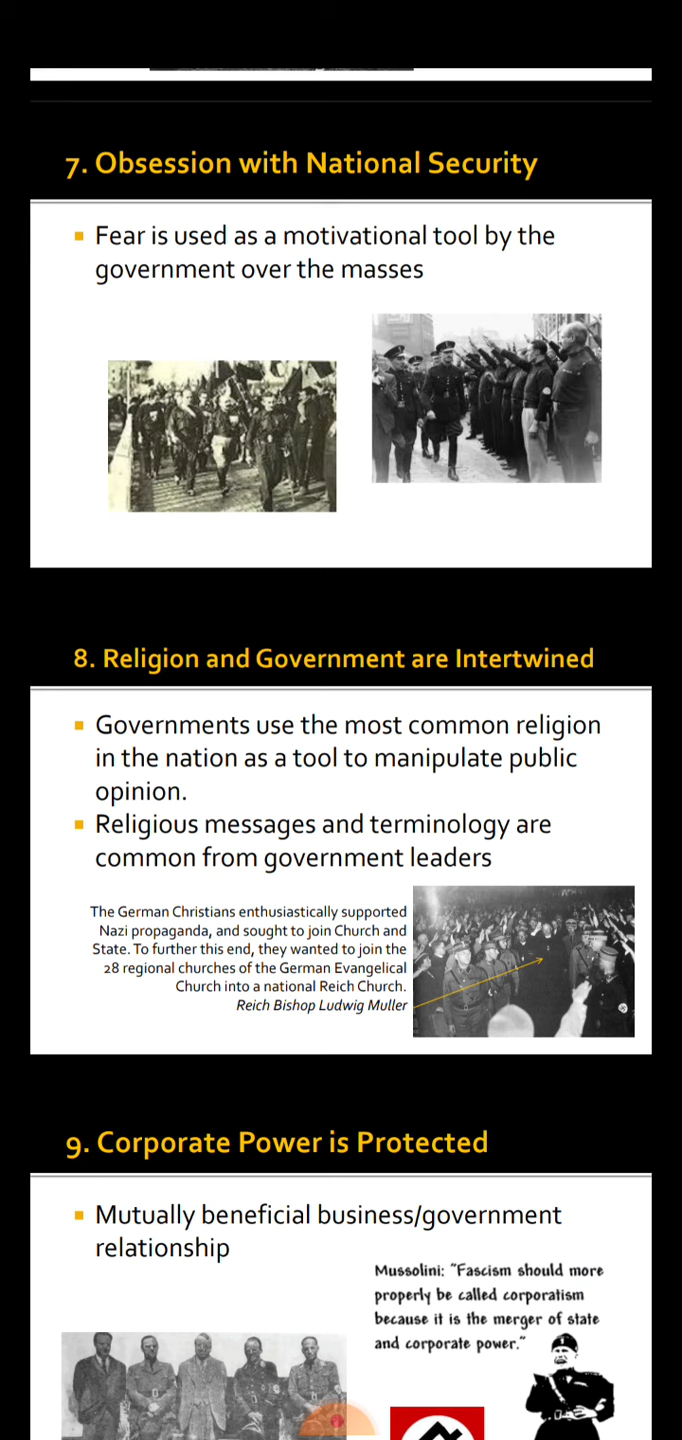 7. Obsession with National Security
▪ Fear is used as a motivational tool by the
government over the masses
8. Religion and Government are Intertwined
▪ Governments use the most common religion
in the nation as a tool to manipulate public
opinion.
▪ Religious messages and terminology are
common from government leaders
The German Christians enthusiastically supported
Nazi propaganda, and sought to join Church and
State. To further this end, they wanted to join the
28 regional churches of the German Evangelical
Church into a national Reich Church.
Reich Bishop Ludwig Muller
9. Corporate Power is Protected
▪ Mutually beneficial business/government
relationship
Mussolini: "Fascism should more
properly be called corporatism
because it is the merger of state
and corporate power."